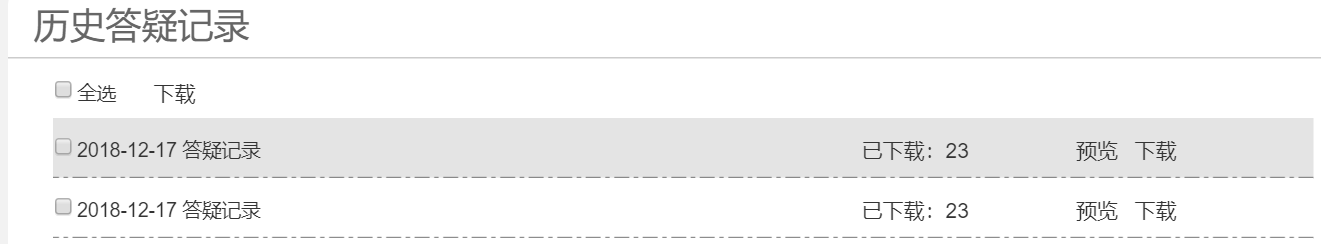 历史答疑记录
全选 下载
2018-12-17 答疑记录 已下载：23 预览 下载
2018-12-17 答疑记录 已下载：23 预览 下载